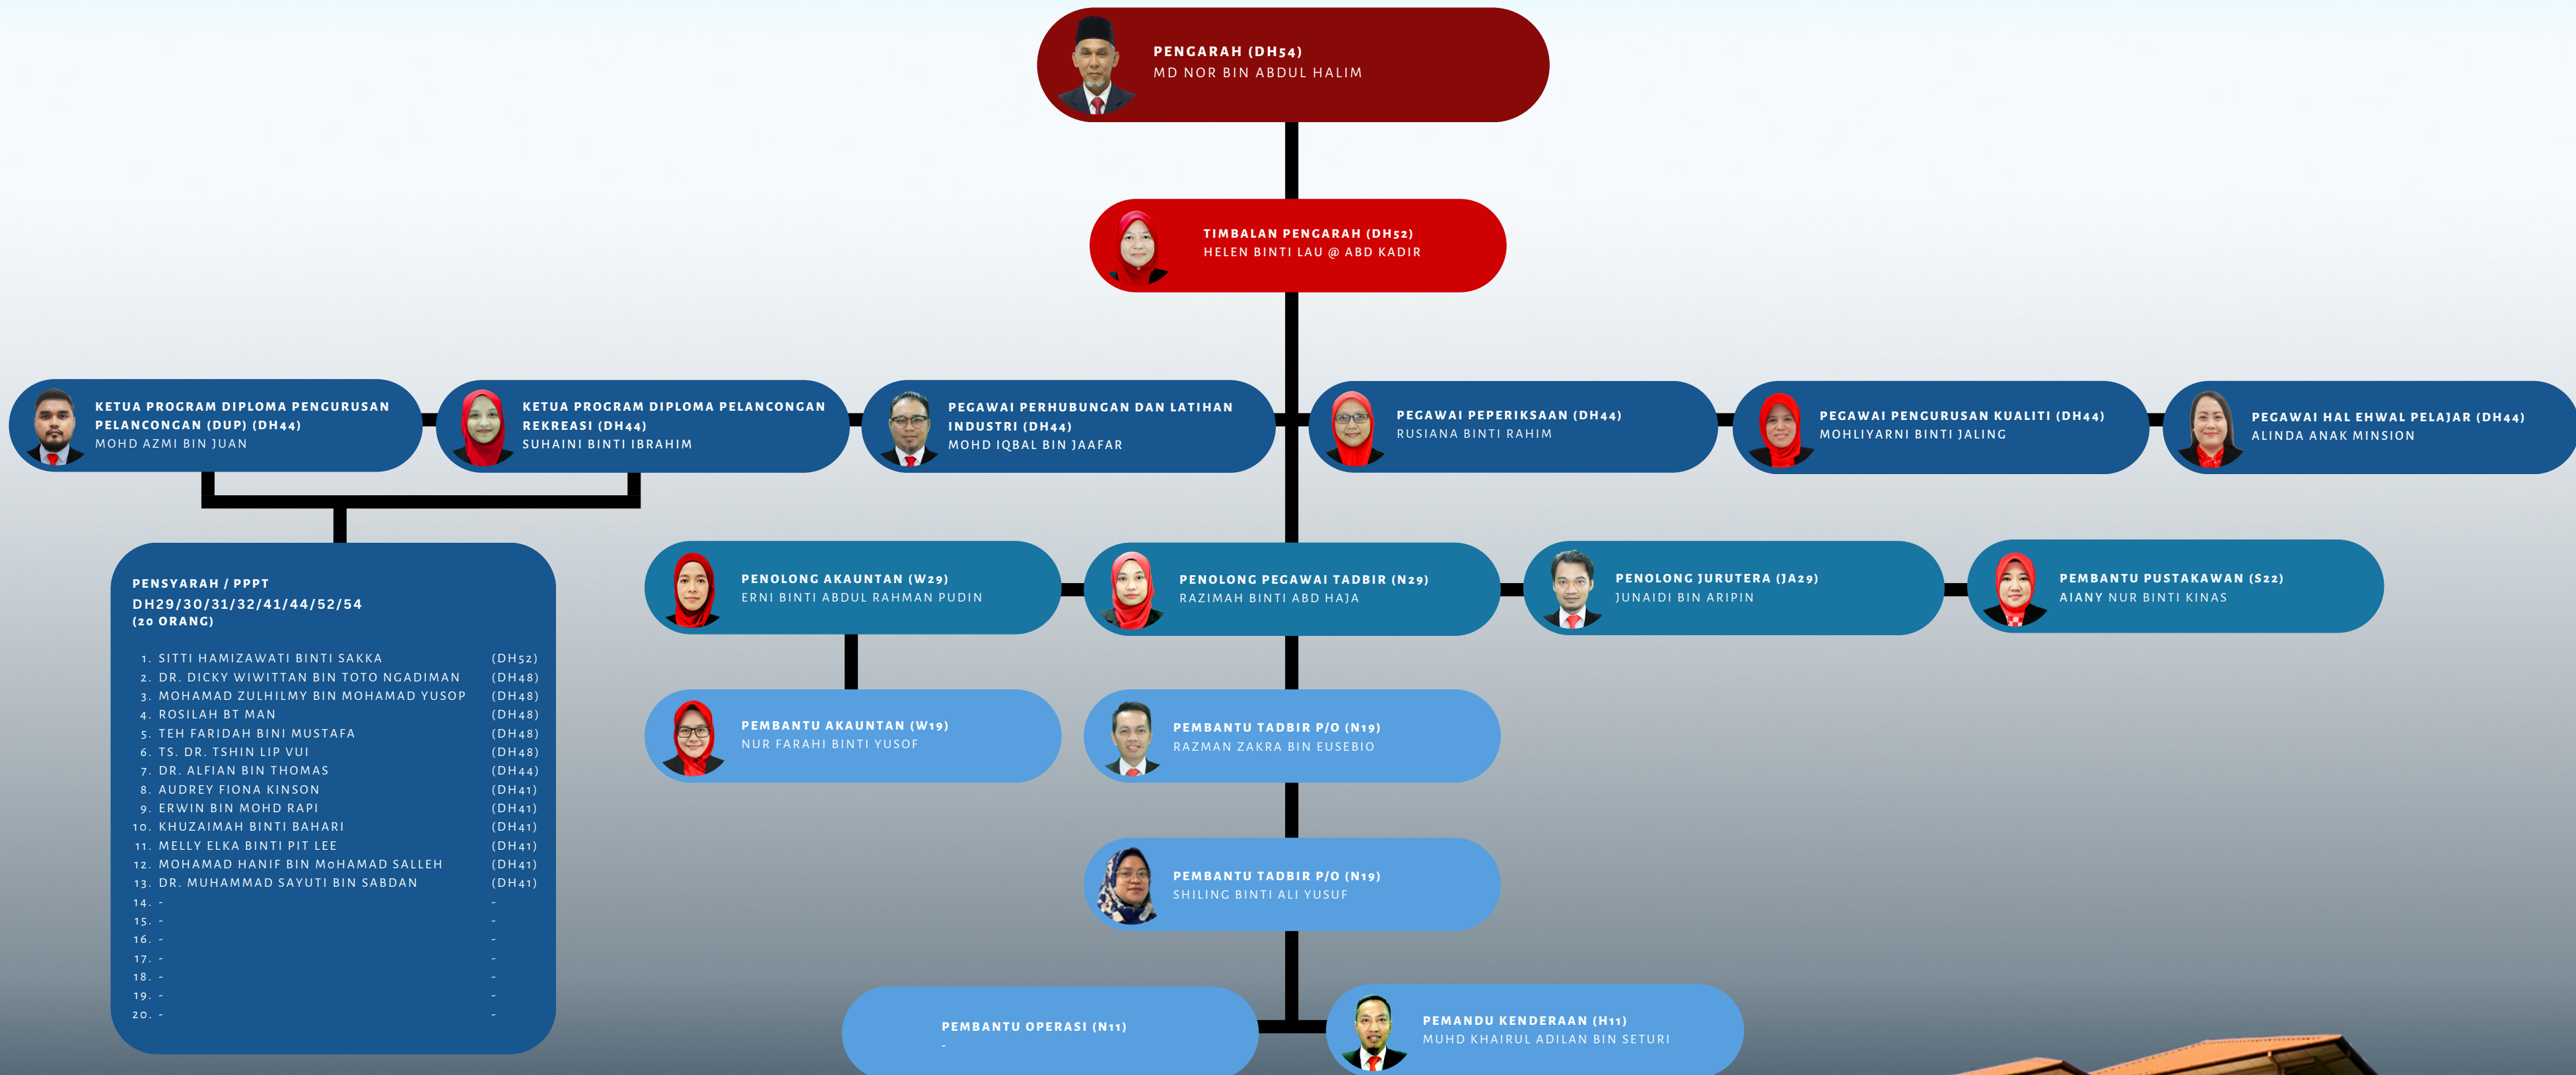 PENGARAH (DH54)
MD NOR BIN ABDUL HALIM
TIMBALAN PENGARAH (DH52)
HELEN BINTI LAU @ ABD KADIR
KETUA PROGRAM DIPLOMA PENGURUSAN
PELANCONGAN (DUP) (DH44)
MOHD AZMI BIN JUAN
KETUA PROGRAM DIPLOMA PELANCONGAN
REKREASI (DH44)
SUHAINI BINTI IBRAHIM
PEGAWAI PERHUBUNGAN DAN LATIHAN
INDUSTRI (DH44)
MOHD IQBAL BIN JAAFAR
PEGAWAI PEPERIKSAAN (DH44)
RUSIANA BINTI RAHIM
PEGAWAI PENGURUSAN KUALITI (DH44)
MOHLIYARNI BINTI JALING
PEGAWAI HAL EHWAL PELAJAR (DH44)
ALINDA ANAK MINSION
PENSYARAH / PPPT
DH29/30/31/32/41/44/52/54
(20 ORANG)
1. SITTI HAMIZAWATI BINTI SAKKA (DH52)
2. DR. DICKY WIWITTAN BIN TOTO NGADIMAN (DH48)
3. MOHAMAD ZULHILMY BIN MOHAMAD YUSOP (DH48)
4. ROSILAH BT MAN (DH48)
5. TEH FARIDAH BINI MUSTAFA (DH48)
6. TS. DR. TSHIN LIP VUI (DH48)
7. DR. ALFIAN BIN THOMAS (DH44)
8. AUDREY FIONA KINSON (DH41)
9. ERWIN BIN MOHD RAPI (DH41)
10. KHUZAIMAH BINTI BAHARI (DH41)
11. MELLY ELKA BINTI PIT LEE (DH41)
12. MOHAMAD HANIF BIN M0HAMAD SALLEH (DH41)
13. DR. MUHAMMAD SAYUTI BIN SABDAN (DH41)
14. - -
15. - -
16. - -
17. - -
18. - -
19. - -
20. - -
PENOLONG AKAUNTAN (W29)
ERNI BINTI ABDUL RAHMAN PUDIN
PENOLONG PEGAWAI TADBIR (N29)
RAZIMAH BINTI ABD HAJA
PENOLONG JURUTERA (JA29)
JUNAIDI BIN ARIPIN
PEMBANTU PUSTAKAWAN (S22)
AIANY NUR BINTI KINAS
PEMBANTU AKAUNTAN (W19)
NUR FARAHI BINTI YUSOF
PEMBANTU TADBIR P/O (N19)
RAZMAN ZAKRA BIN EUSEBIO
PEMBANTU TADBIR P/O (N19)
SHILING BINTI ALI YUSUF
PEMBANTU OPERASI (N11)
-
PEMANDU KENDERAAN (H11)
MUHD KHAIRUL ADILAN BIN SETURI